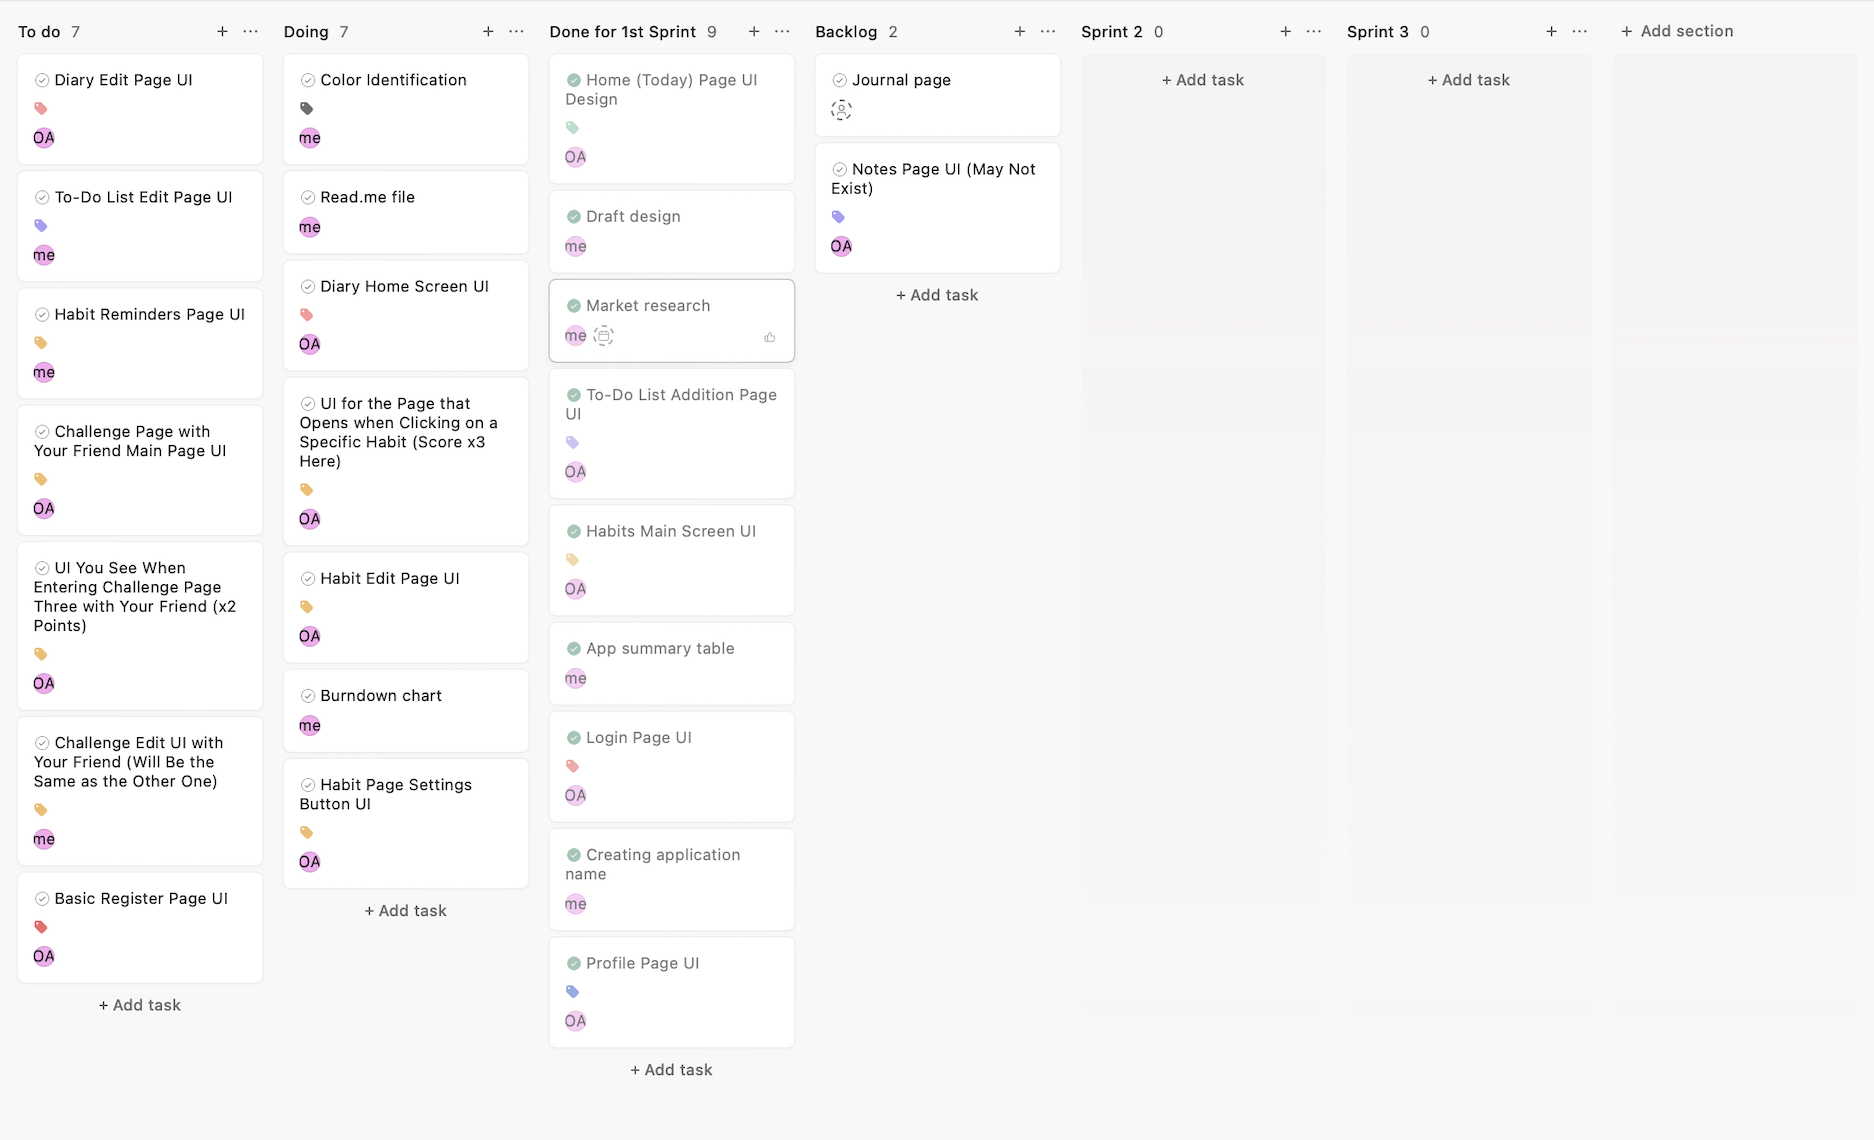 To do 7
Diary Edit Page UI
OA
To-Do List Edit Page UI
me
Habit Reminders Page UI
me
Challenge Page with
Your Friend Main Page UI
OA
UI You See When
Entering Challenge Page
Three with Your Friend (x2
Points)
OA
Challenge Edit UI with
Your Friend (Will Be the
Same as the Other One)
me
Basic Register Page UI
OA
+ Add task
Doing 7
Color Identification
me
Read.me file
me
Diary Home Screen UI
OA
UI for the Page that
Opens when Clicking on a
Specific Habit (Score x3
Here)
OA
Habit Edit Page UI
OA
Burndown chart
me
Habit Page Settings
Button UI
OA
+ Add task
Done for 1st Sprint 9
Home (Today) Page UI
Design
OA
Draft design
me
Market research
me
To-Do List Addition Page
UI
OA
Habits Main Screen UI
OA
App summary table
me
Login Page UI
OA
Creating application
name
me
Profile Page UI
OA
+ Add task
Backlog 2
Journal page
Notes Page UI (May Not
Exist)
OA
+ Add task
Sprint 2 0
+ Add task
Sprint 3 0
+ Add task
+ Add section